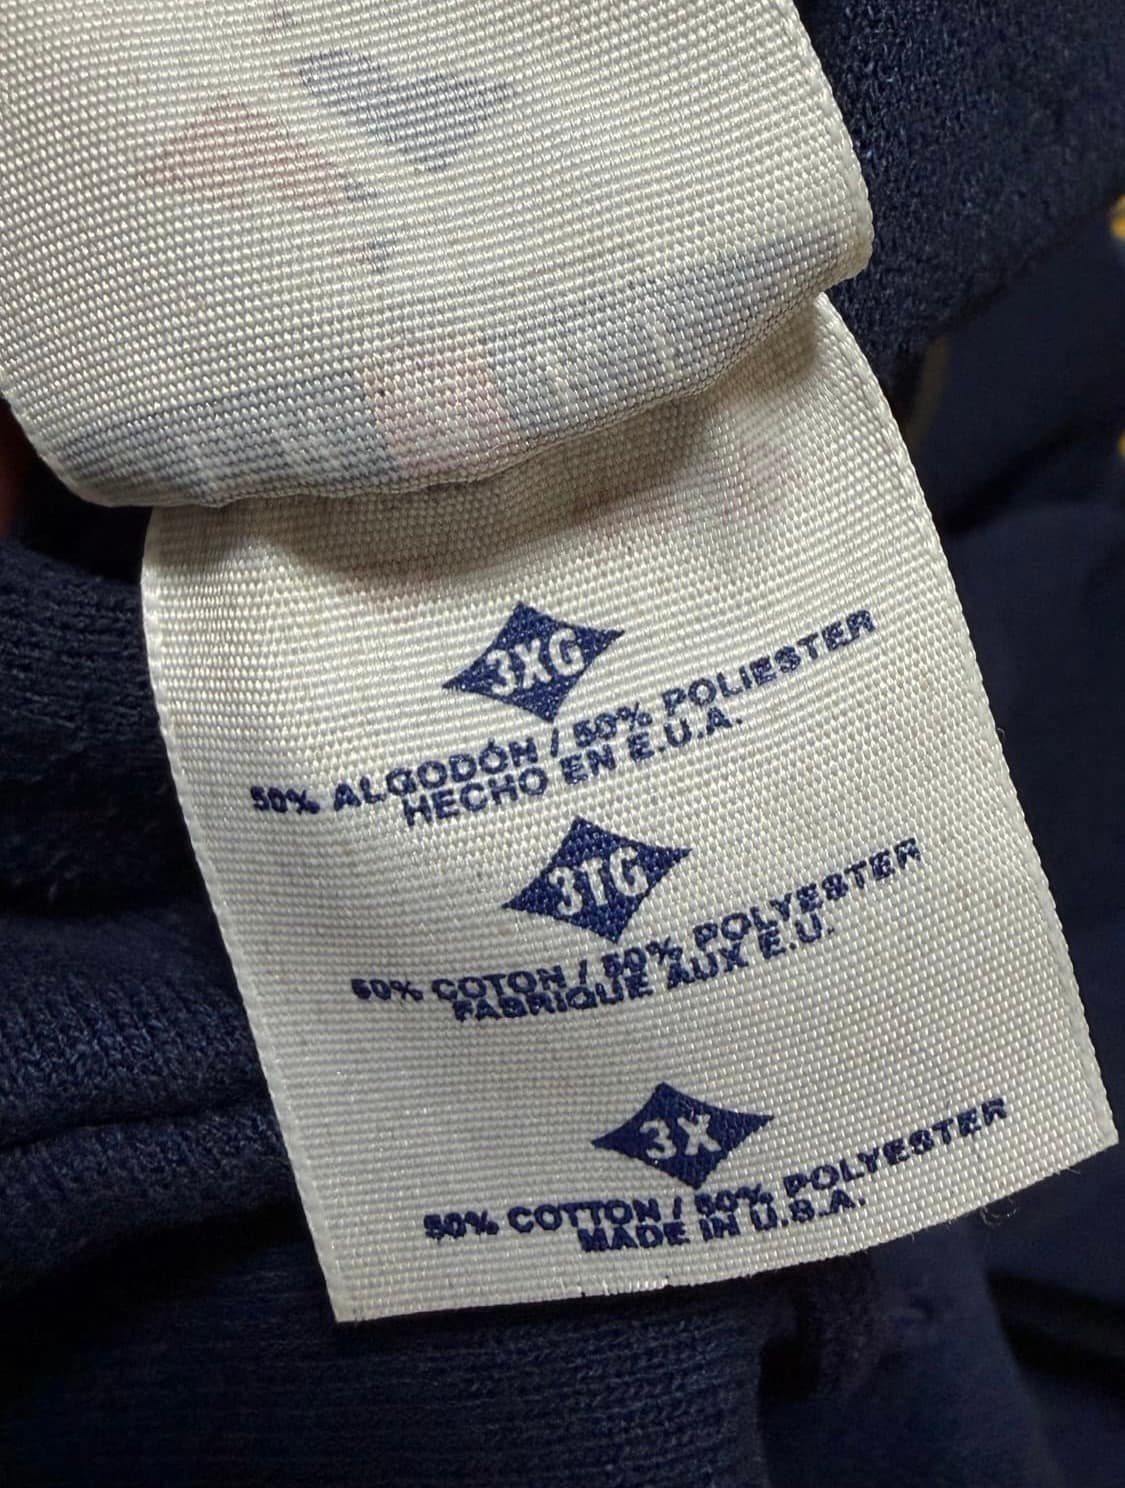 3XG
50% ALGODÓN / 50% POLIESTER
HECHO EN E.U.A.
3TG
50% COTON / 50% POLYESTER
FABRIQUE AUX E.U.
3X
50% COTTON / 50% POLYESTER
MADE IN U.S.A.